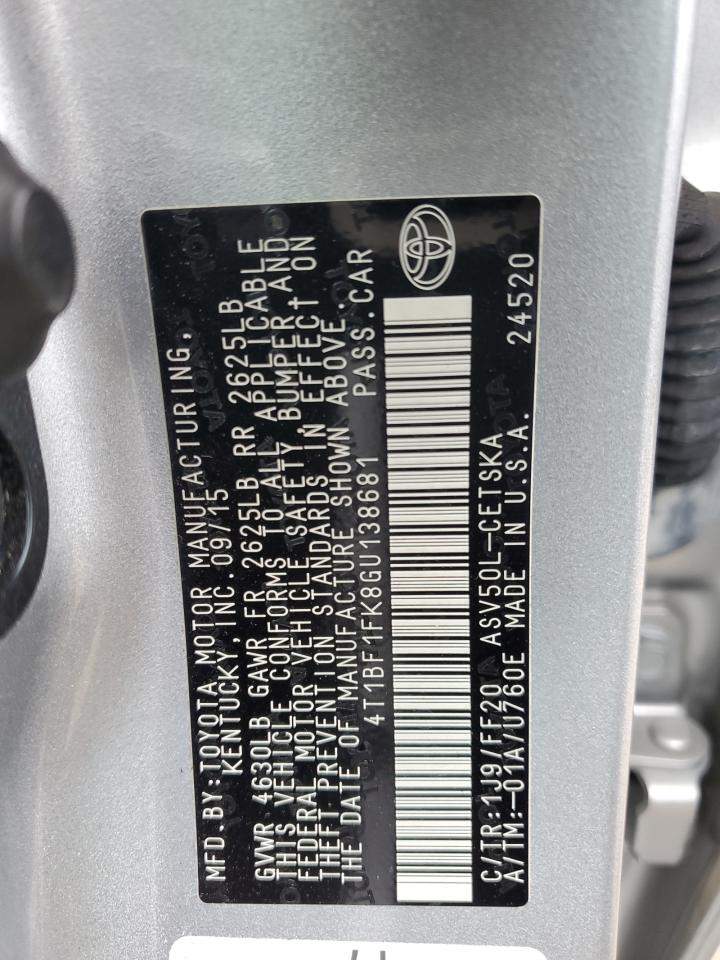 MFD.BY:TOYOTA MOTOR MANUFACTURING,
KENTUCKY, INC. 09/15
GVWR 4630LB GAWR FR 2625LB RR 2625LB
THIS VEHICLE CONFORMS TO ALL APPLICABLE
FEDERAL MOTOR VEHICLE SAFETY, BUMPER, AND
THEFT PREVENTION STANDARDS IN EFFECT ON
THE DATE OF MANUFACTURE SHOWN ABOVE.
4T1BF1FK8GU138681 PASS.CAR
C/TR:1J9/FF20 ASV50L-CETSKA 24520
A/TM:-01A/U760E MADE IN U.S.A.